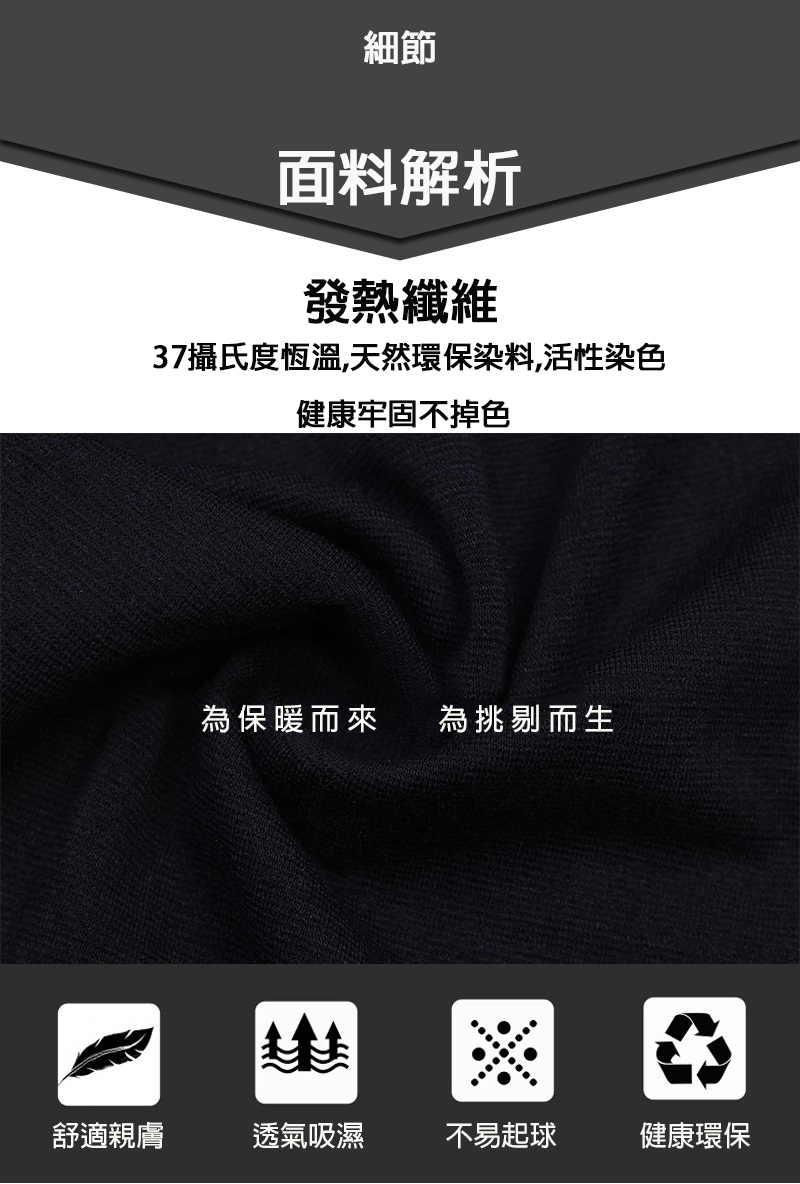 細節
面料解析
發熱纖維
37攝氏度恆溫,天然環保染料,活性染色
健康牢固不掉色
為保暖而來 為挑剔而生
舒適親膚 透氣吸濕 不易起球 健康環保